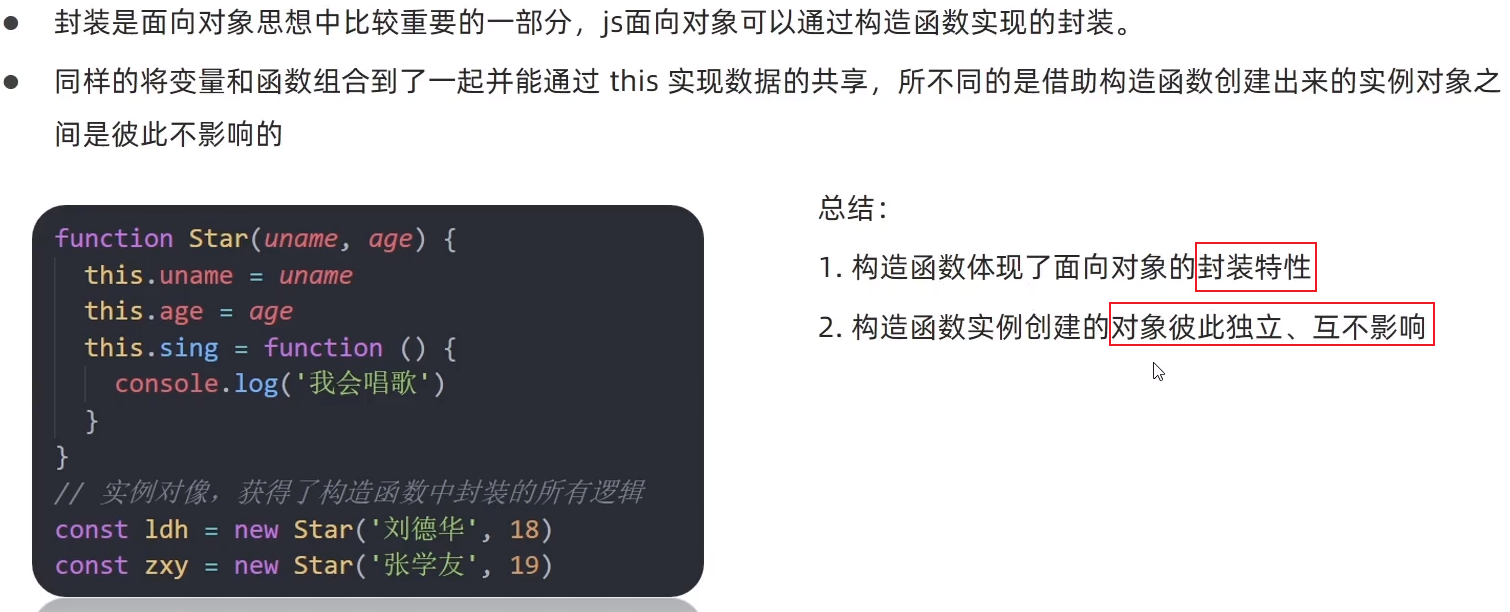 封装是面向对象思想中比较重要的一部分，js面向对象可以通过构造函数实现的封装。
同样的将变量和函数组合到了一起并能通过 this 实现数据的共享，所不同的是借助构造函数创建出来的实例对象之
间是彼此不影响的
function Star(uname, age) {
  this.uname = uname
  this.age = age
  this.sing = function () {
    console.log('我会唱歌')
  }
}
// 实例对像，获得了构造函数中封装的所有逻辑
const ldh = new Star('刘德华', 18)
const zxy = new Star('张学友', 19)
总结：
1. 构造函数体现了面向对象的封装特性
2. 构造函数实例创建的对象彼此独立、互不影响